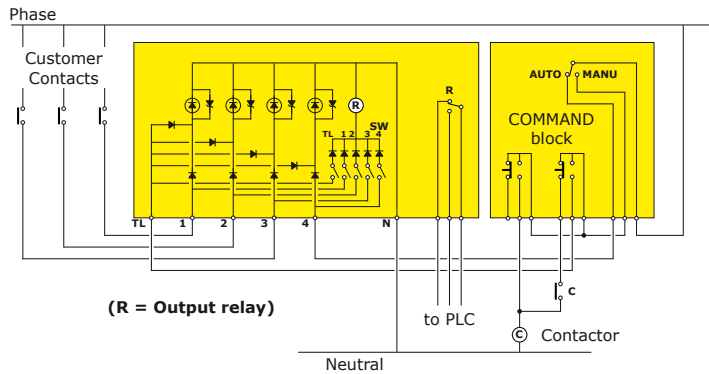 Phase
Customer
Contacts
R
SW
TL 1 2 3 4
R
AUTO MANU
COMMAND
block
TL 1 2 3 4 N
C
(R = Output relay)
to PLC
C Contactor
Neutral